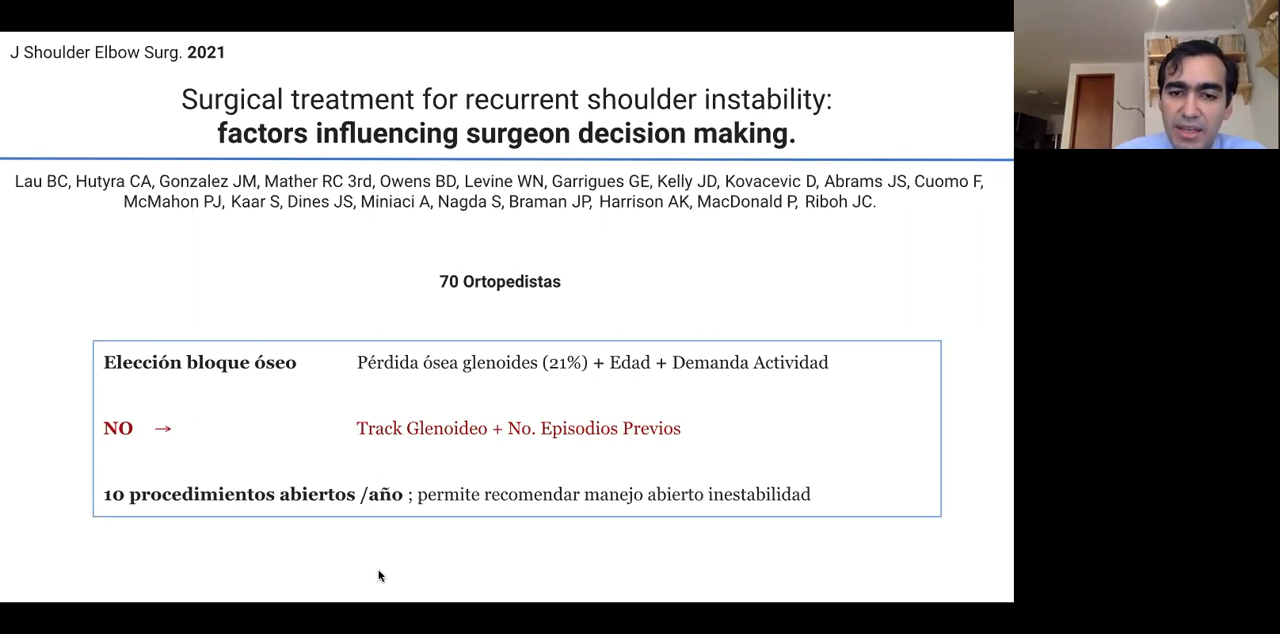 J Shoulder Elbow Surg. 2021
Surgical treatment for recurrent shoulder instability:
factors influencing surgeon decision making.
Lau BC, Hutyra CA, Gonzalez JM, Mather RC 3rd, Owens BD, Levine WN, Garrigues GE, Kelly JD, Kovacevic D, Abrams JS, Cuomo F,
McMahon PJ, Kaar S, Dines JS, Miniaci A, Nagda S, Braman JP, Harrison AK, MacDonald P, Riboh JC.
70 Ortopedistas
Elección bloque óseo Pérdida ósea glenoides (21%) + Edad + Demanda Actividad
NO → Track Glenoideo + No. Episodios Previos
10 procedimientos abiertos /año ; permite recomendar manejo abierto inestabilidad